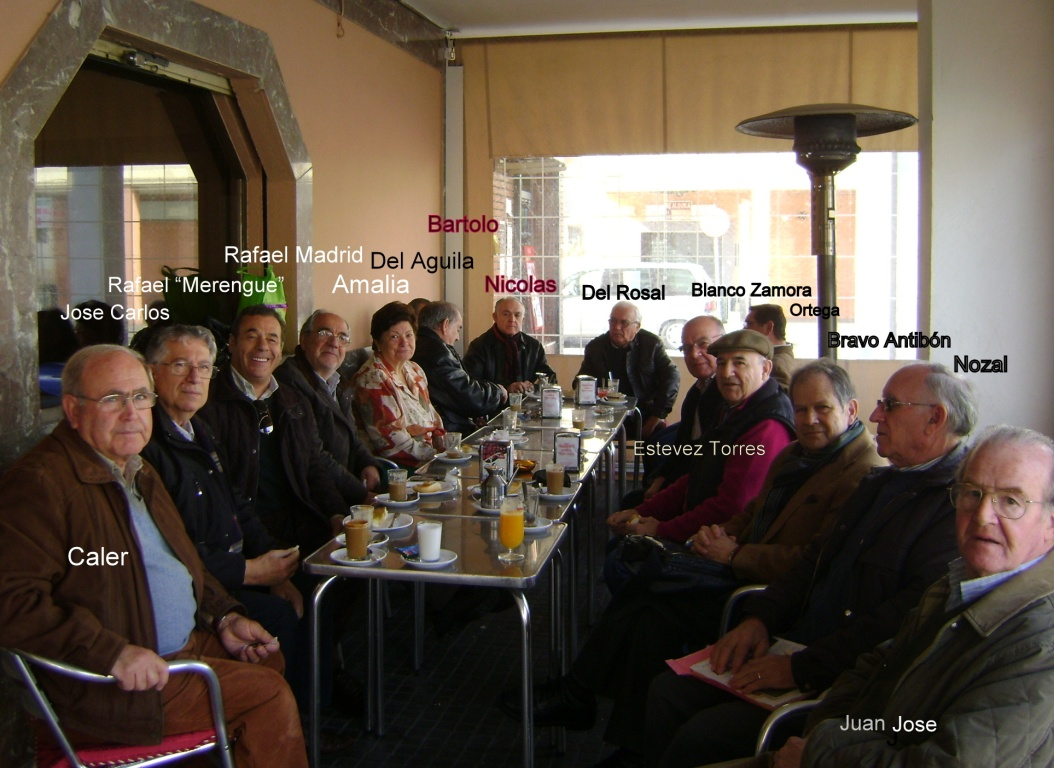 Bartolo
Rafael Madrid
Del Aguila
Rafael “Merengue”
Amalia
Nicolas
Del Rosal
Blanco Zamora
Jose Carlos
Ortega
Bravo Antibón
Nozal
Estevez Torres
Caler
Juan Jose